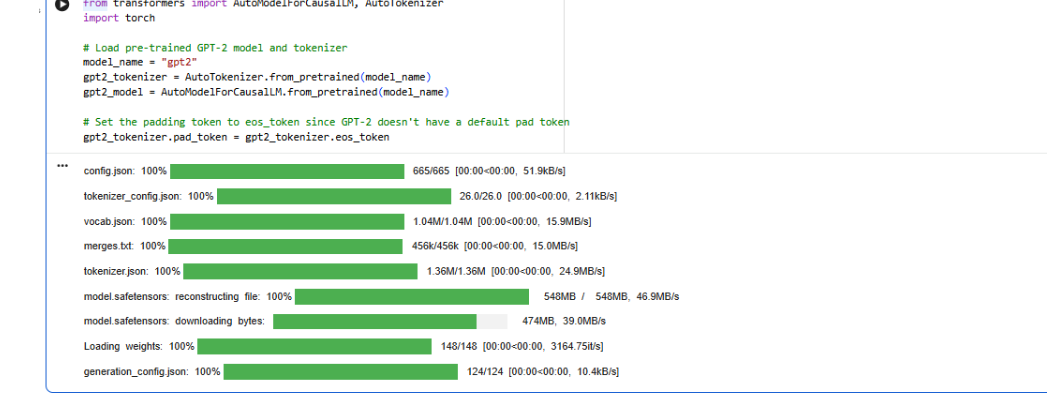 from transformers import AutoModelForCausalLM, AutoTokenizer
import torch
# Load pre-trained GPT-2 model and tokenizer
model_name = "gpt2"
gpt2_tokenizer = AutoTokenizer.from_pretrained(model_name)
gpt2_model = AutoModelForCausalLM.from_pretrained(model_name)
# Set the padding token to eos_token since GPT-2 doesn't have a default pad token
gpt2_tokenizer.pad_token = gpt2_tokenizer.eos_token
config.json: 100% 665/665 [00:00<00:00, 51.9kB/s]
tokenizer_config.json: 100% 26.0/26.0 [00:00<00:00, 2.11kB/s]
vocab.json: 100% 1.04M/1.04M [00:00<00:00, 15.9MB/s]
merges.txt: 100% 456k/456k [00:00<00:00, 15.0MB/s]
tokenizer.json: 100% 1.36M/1.36M [00:00<00:00, 24.9MB/s]
model.safetensors: reconstructing file: 100% 548MB / 548MB, 46.9MB/s
model.safetensors: downloading bytes: 474MB, 39.0MB/s
Loading weights: 100% 148/148 [00:00<00:00, 3164.75it/s]
generation_config.json: 100% 124/124 [00:00<00:00, 10.4kB/s]